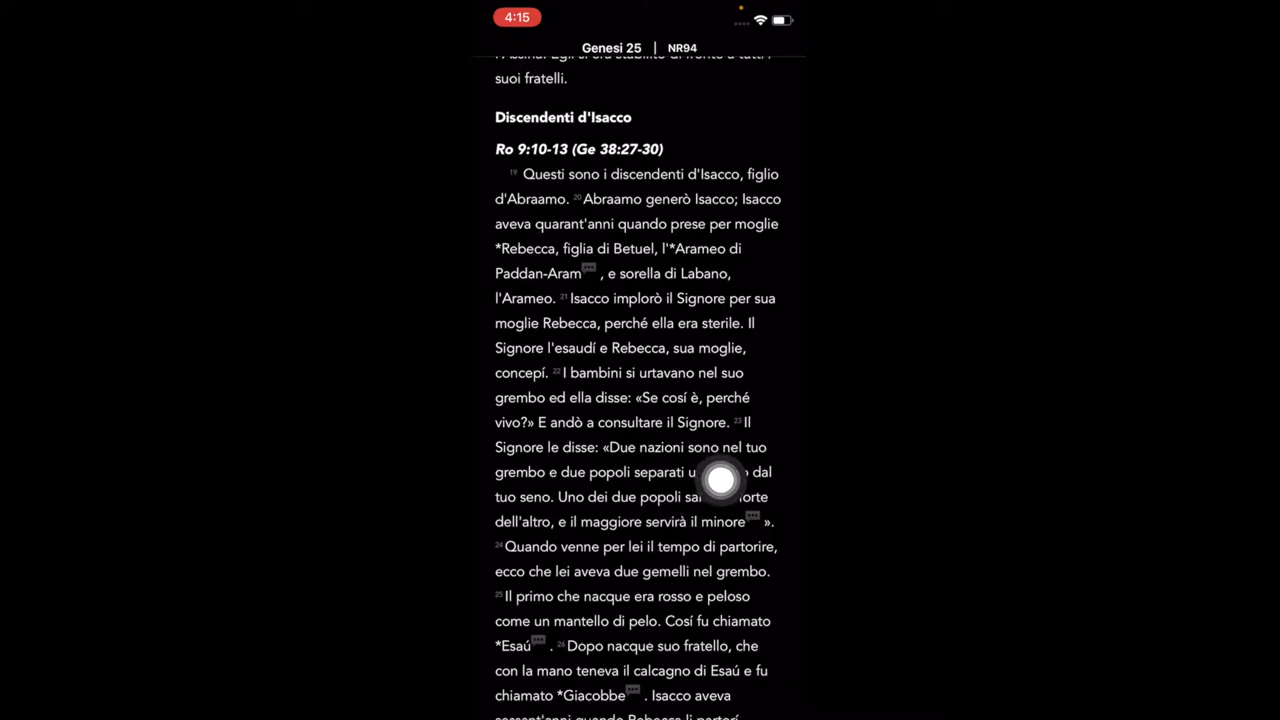 4:15
Genesi 25 | NR94
suoi fratelli.
Discendenti d'Isacco
Ro 9:10-13 (Ge 38:27-30)
19 Questi sono i discendenti d'Isacco, figlio
d'Abraamo. 20 Abraamo generò Isacco; Isacco
aveva quarant'anni quando prese per moglie
*Rebecca, figlia di Betuel, l'*Arameo di
Paddan-Aram , e sorella di Labano,
l'Arameo. 21 Isacco implorò il Signore per sua
moglie Rebecca, perché ella era sterile. Il
Signore l'esaudí e Rebecca, sua moglie,
concepí. 22 I bambini si urtavano nel suo
grembo ed ella disse: «Se cosí è, perché
vivo?» E andò a consultare il Signore. 23 Il
Signore le disse: «Due nazioni sono nel tuo
grembo e due popoli separati dal
tuo seno. Uno dei due popoli
dell'altro, e il maggiore servirà il minore ».
24 Quando venne per lei il tempo di partorire,
ecco che lei aveva due gemelli nel grembo.
25 Il primo che nacque era rosso e peloso
come un mantello di pelo. Cosí fu chiamato
*Esaú . 26 Dopo nacque suo fratello, che
con la mano teneva il calcagno di Esaú e fu
chiamato *Giacobbe . Isacco aveva
sessant'anni quando Rebecca li partorí.